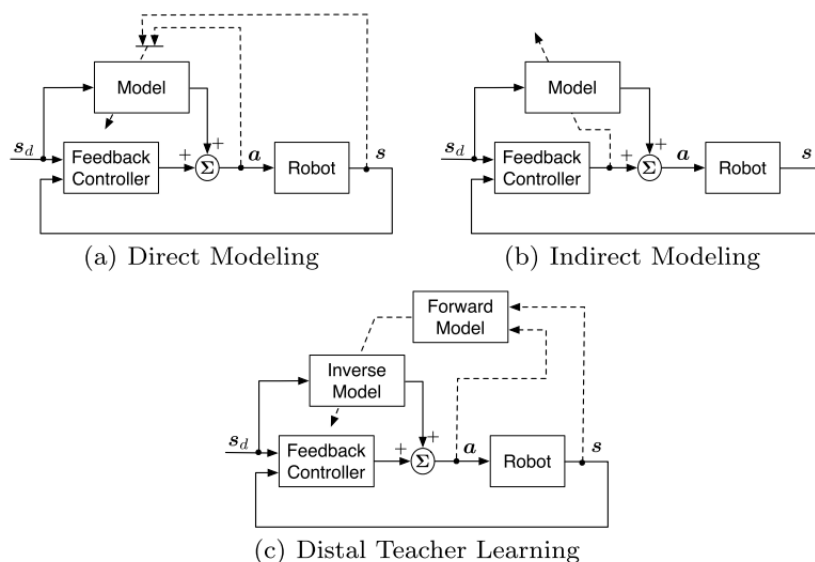 Model
s_d
Feedback
Controller
+
+
Σ
a
Robot
s
(a) Direct Modeling
Model
s_d
Feedback
Controller
+
+
Σ
a
Robot
s
(b) Indirect Modeling
Forward
Model
Inverse
Model
s_d
Feedback
Controller
+
+
Σ
a
Robot
s
(c) Distal Teacher Learning